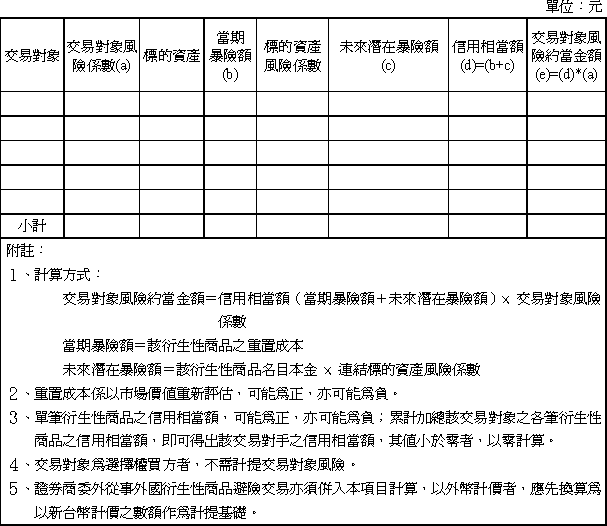 單位：元
交易對象 交易對象風險係數(a) 標的資產 當期暴險額(b) 標的資產風險係數 未來潛在暴險額(c) 信用相當額(d)=(b+c) 交易對象風險約當金額(e)=(d)*(a)
小計
附註：
１、計算方式：
交易對象風險約當金額＝信用相當額（當期暴險額＋未來潛在暴險額）x 交易對象風險
係數
當期暴險額＝該衍生性商品之重置成本
未來潛在暴險額＝該衍生性商品名目本金 x 連結標的資產風險係數
２、重置成本係以市場價值重新評估，可能為正，亦可能為負。
３、單筆衍生性商品之信用相當額，可能為正，亦可能為負；累計加總該交易對象之各筆衍生性
商品之信用相當額，即可得出該交易對手之信用相當額，其值小於零者，以零計算。
４、交易對象為選擇權買方者，不需計提交易對象風險。
５、證券商委外從事外國衍生性商品避險交易亦須併入本項目計算，以外幣計價者，應先換算為
以新台幣計價之數額作為計提基礎。